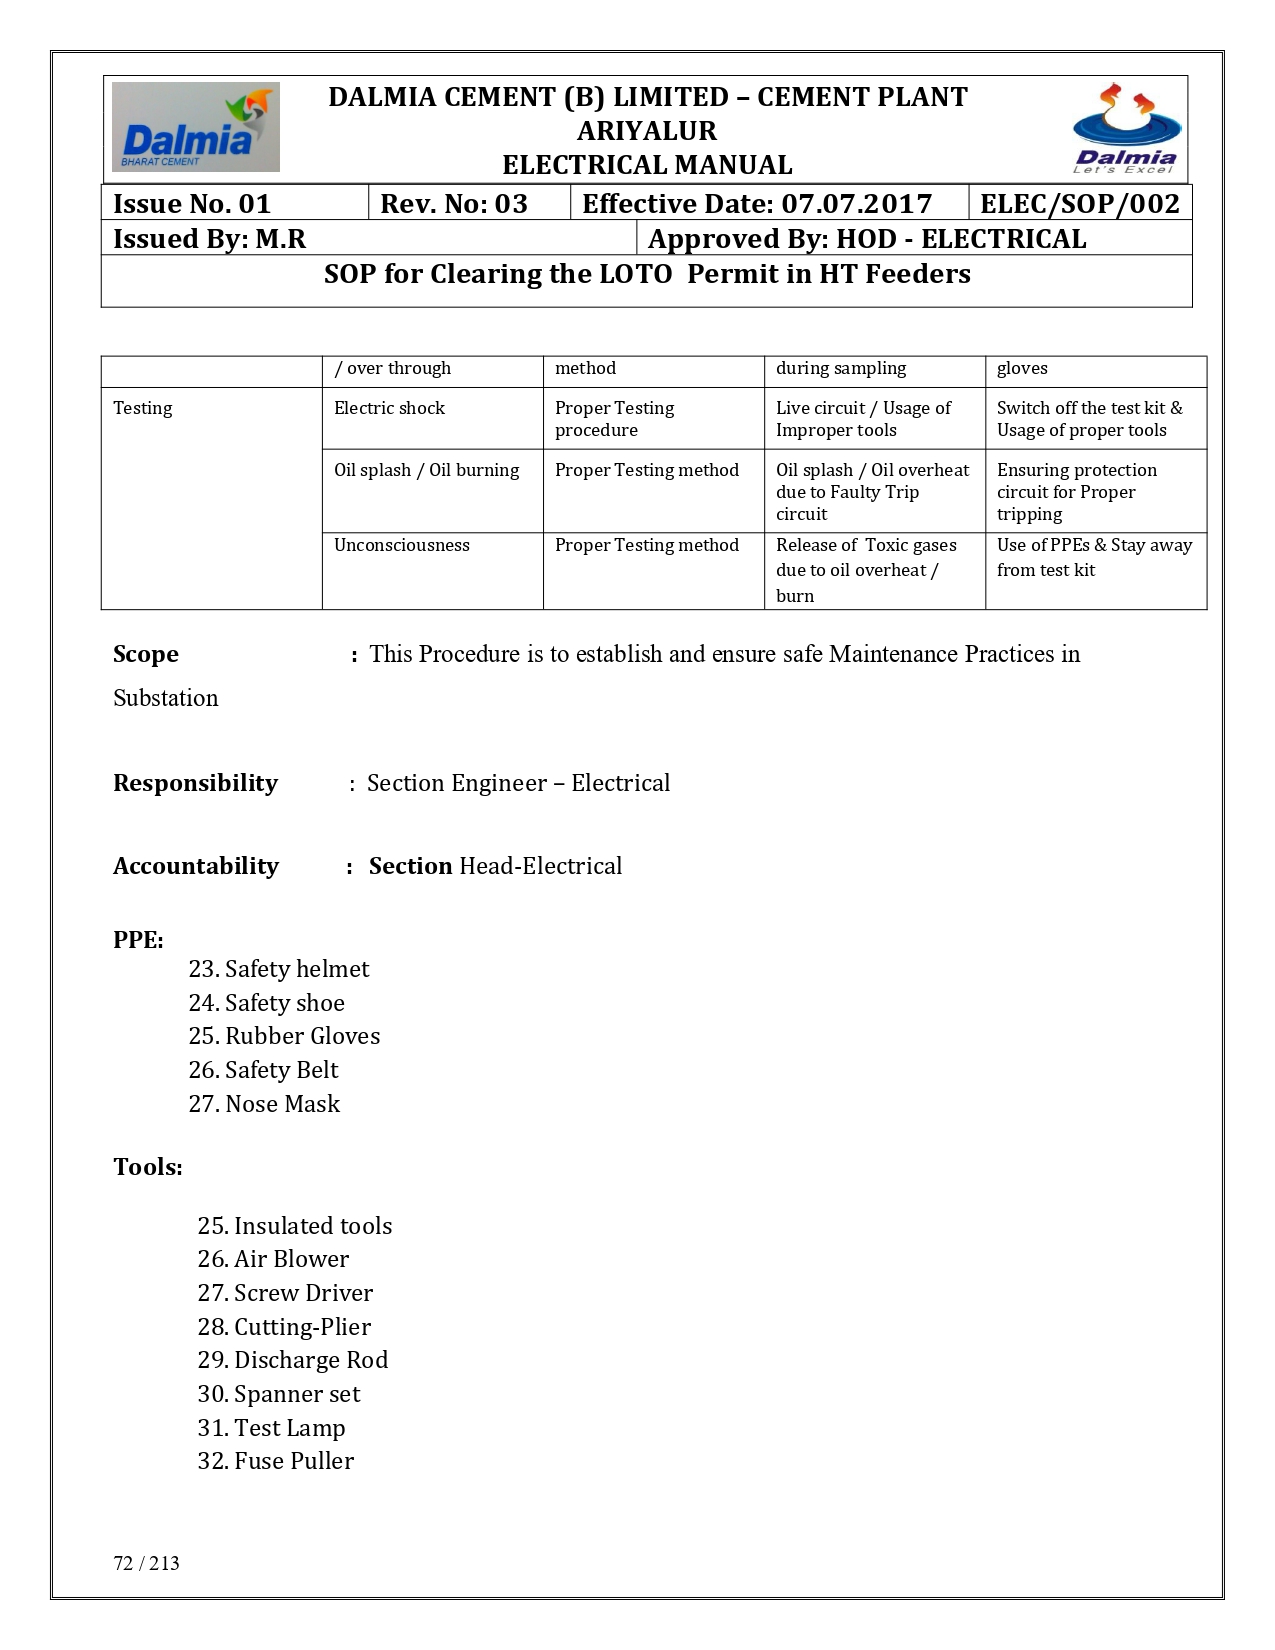 Dalmia
BHARAT CEMENT
DALMIA CEMENT (B) LIMITED – CEMENT PLANT
ARIYALUR
ELECTRICAL MANUAL
Dalmia
Let's Excel
Issue No. 01 Rev. No: 03 Effective Date: 07.07.2017 ELEC/SOP/002
Issued By: M.R Approved By: HOD - ELECTRICAL
SOP for Clearing the LOTO Permit in HT Feeders
/ over through method during sampling gloves
Testing Electric shock Proper Testing Live circuit / Usage of Switch off the test kit &
procedure Improper tools Usage of proper tools
Oil splash / Oil burning Proper Testing method Oil splash / Oil overheat Ensuring protection
due to Faulty Trip circuit for Proper
circuit tripping
Unconsciousness Proper Testing method Release of Toxic gases Use of PPEs & Stay away
due to oil overheat / from test kit
burn
Scope : This Procedure is to establish and ensure safe Maintenance Practices in
Substation
Responsibility : Section Engineer – Electrical
Accountability : Section Head-Electrical
PPE:
23. Safety helmet
24. Safety shoe
25. Rubber Gloves
26. Safety Belt
27. Nose Mask
Tools:
25. Insulated tools
26. Air Blower
27. Screw Driver
28. Cutting-Plier
29. Discharge Rod
30. Spanner set
31. Test Lamp
32. Fuse Puller
72 / 213